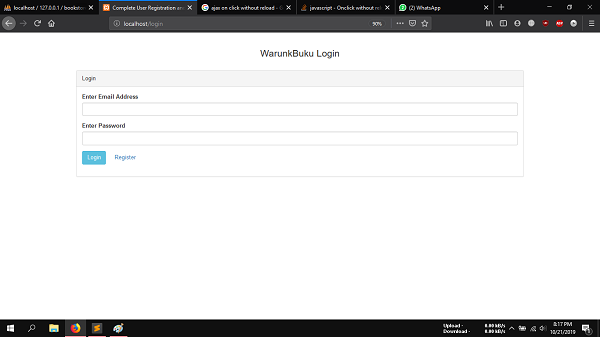 localhost / 127.0.0.1 / bookste
Complete User Registration an
ajas on click without reload - G
javascript - Onclick without rel
(2) WhatsApp
localhost/login
90%
WarunkBuku Login
Login
Enter Email Address
Enter Password
Login Register
Upload - 0.00 kB/s
Download - 0.00 kB/s
8:17 PM
10/21/2019